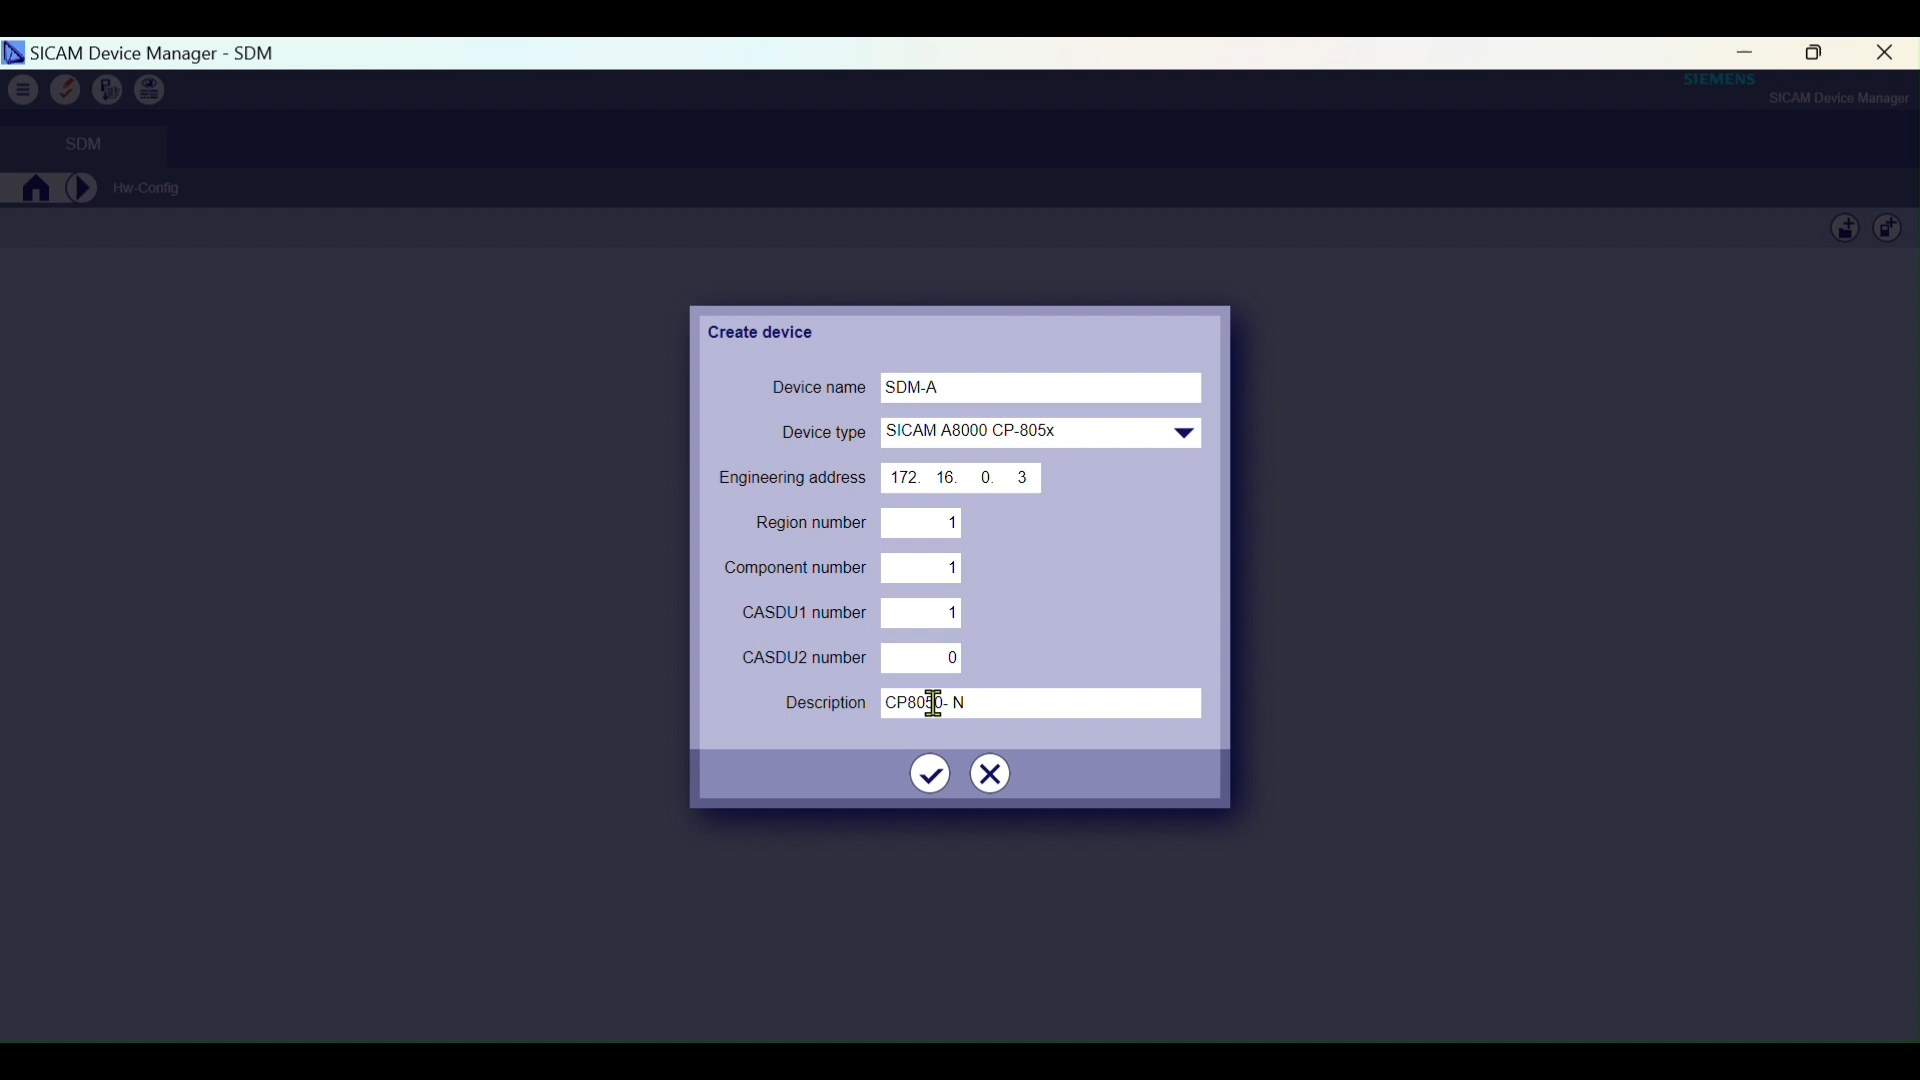 SICAM Device Manager - SDM
SIEMENS
SICAM Device Manager
SDM
Hw-Config
Create device
Device name SDM-A
Device type SICAM A8000 CP-805x
Engineering address 172. 16. 0. 3
Region number 1
Component number 1
CASDU1 number 1
CASDU2 number 0
Description CP8050- N